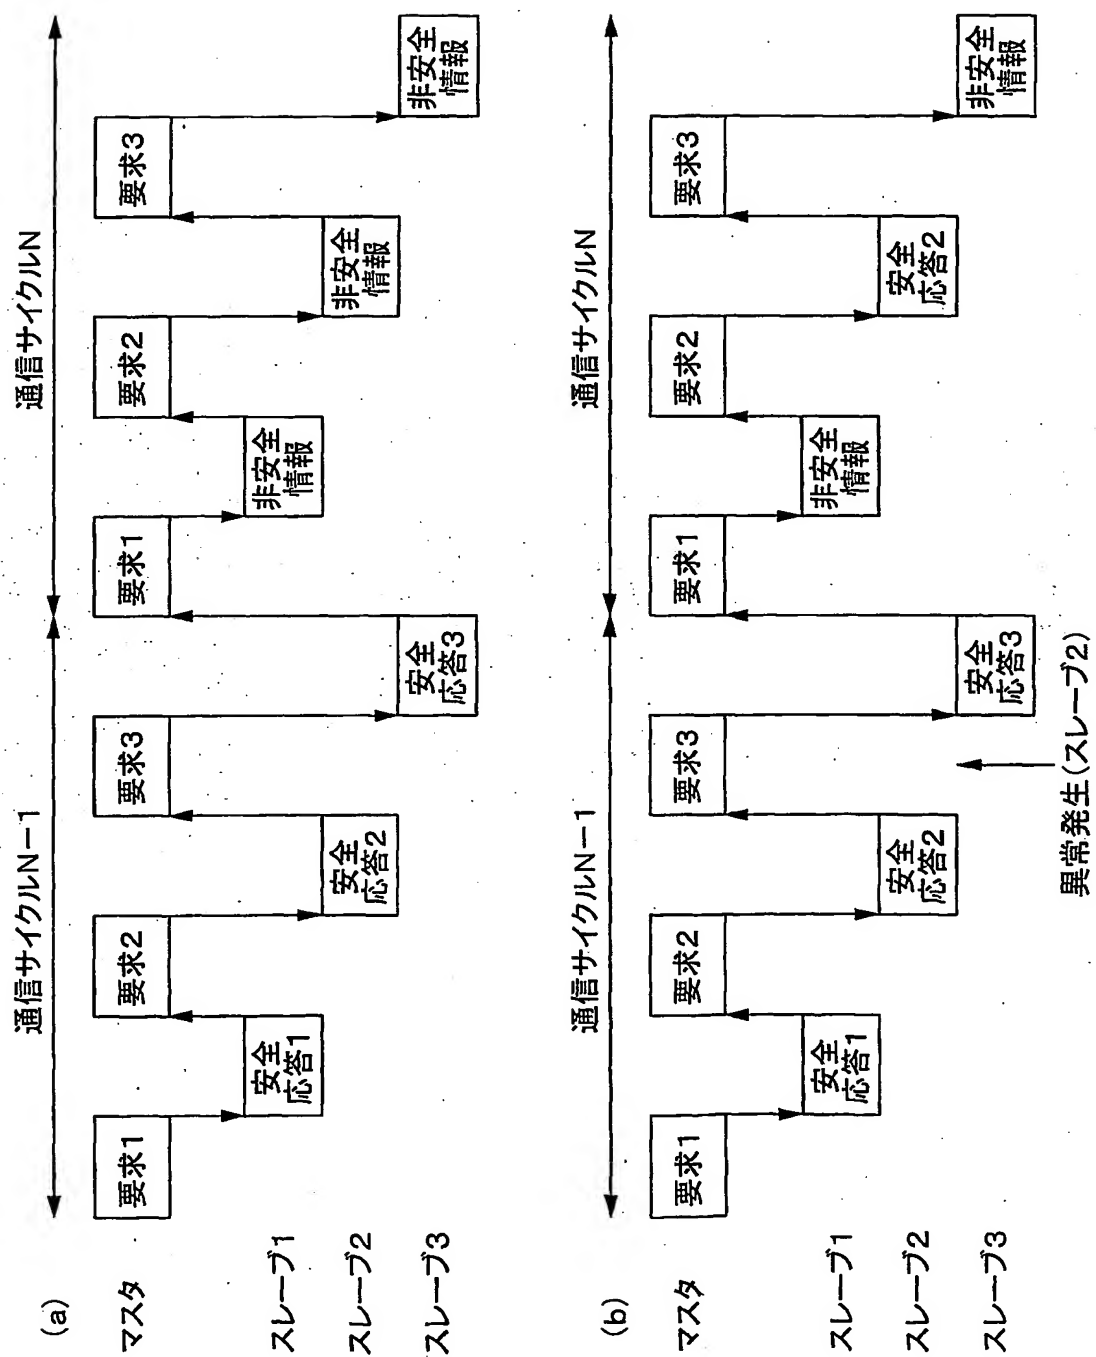 (a)
通信サイクルN−1
通信サイクルN
マスタ
要求1
要求2
要求3
要求1
要求2
要求3
スレーブ1
安全
応答1
非安全
情報
スレーブ2
安全
応答2
非安全
情報
スレーブ3
安全
応答3
非安全
情報
(b)
通信サイクルN−1
通信サイクルN
マスタ
要求1
要求2
要求3
要求1
要求2
要求3
スレーブ1
安全
応答1
非安全
情報
スレーブ2
安全
応答2
安全
応答2
スレーブ3
安全
応答3
非安全
情報
異常発生(スレーブ2)